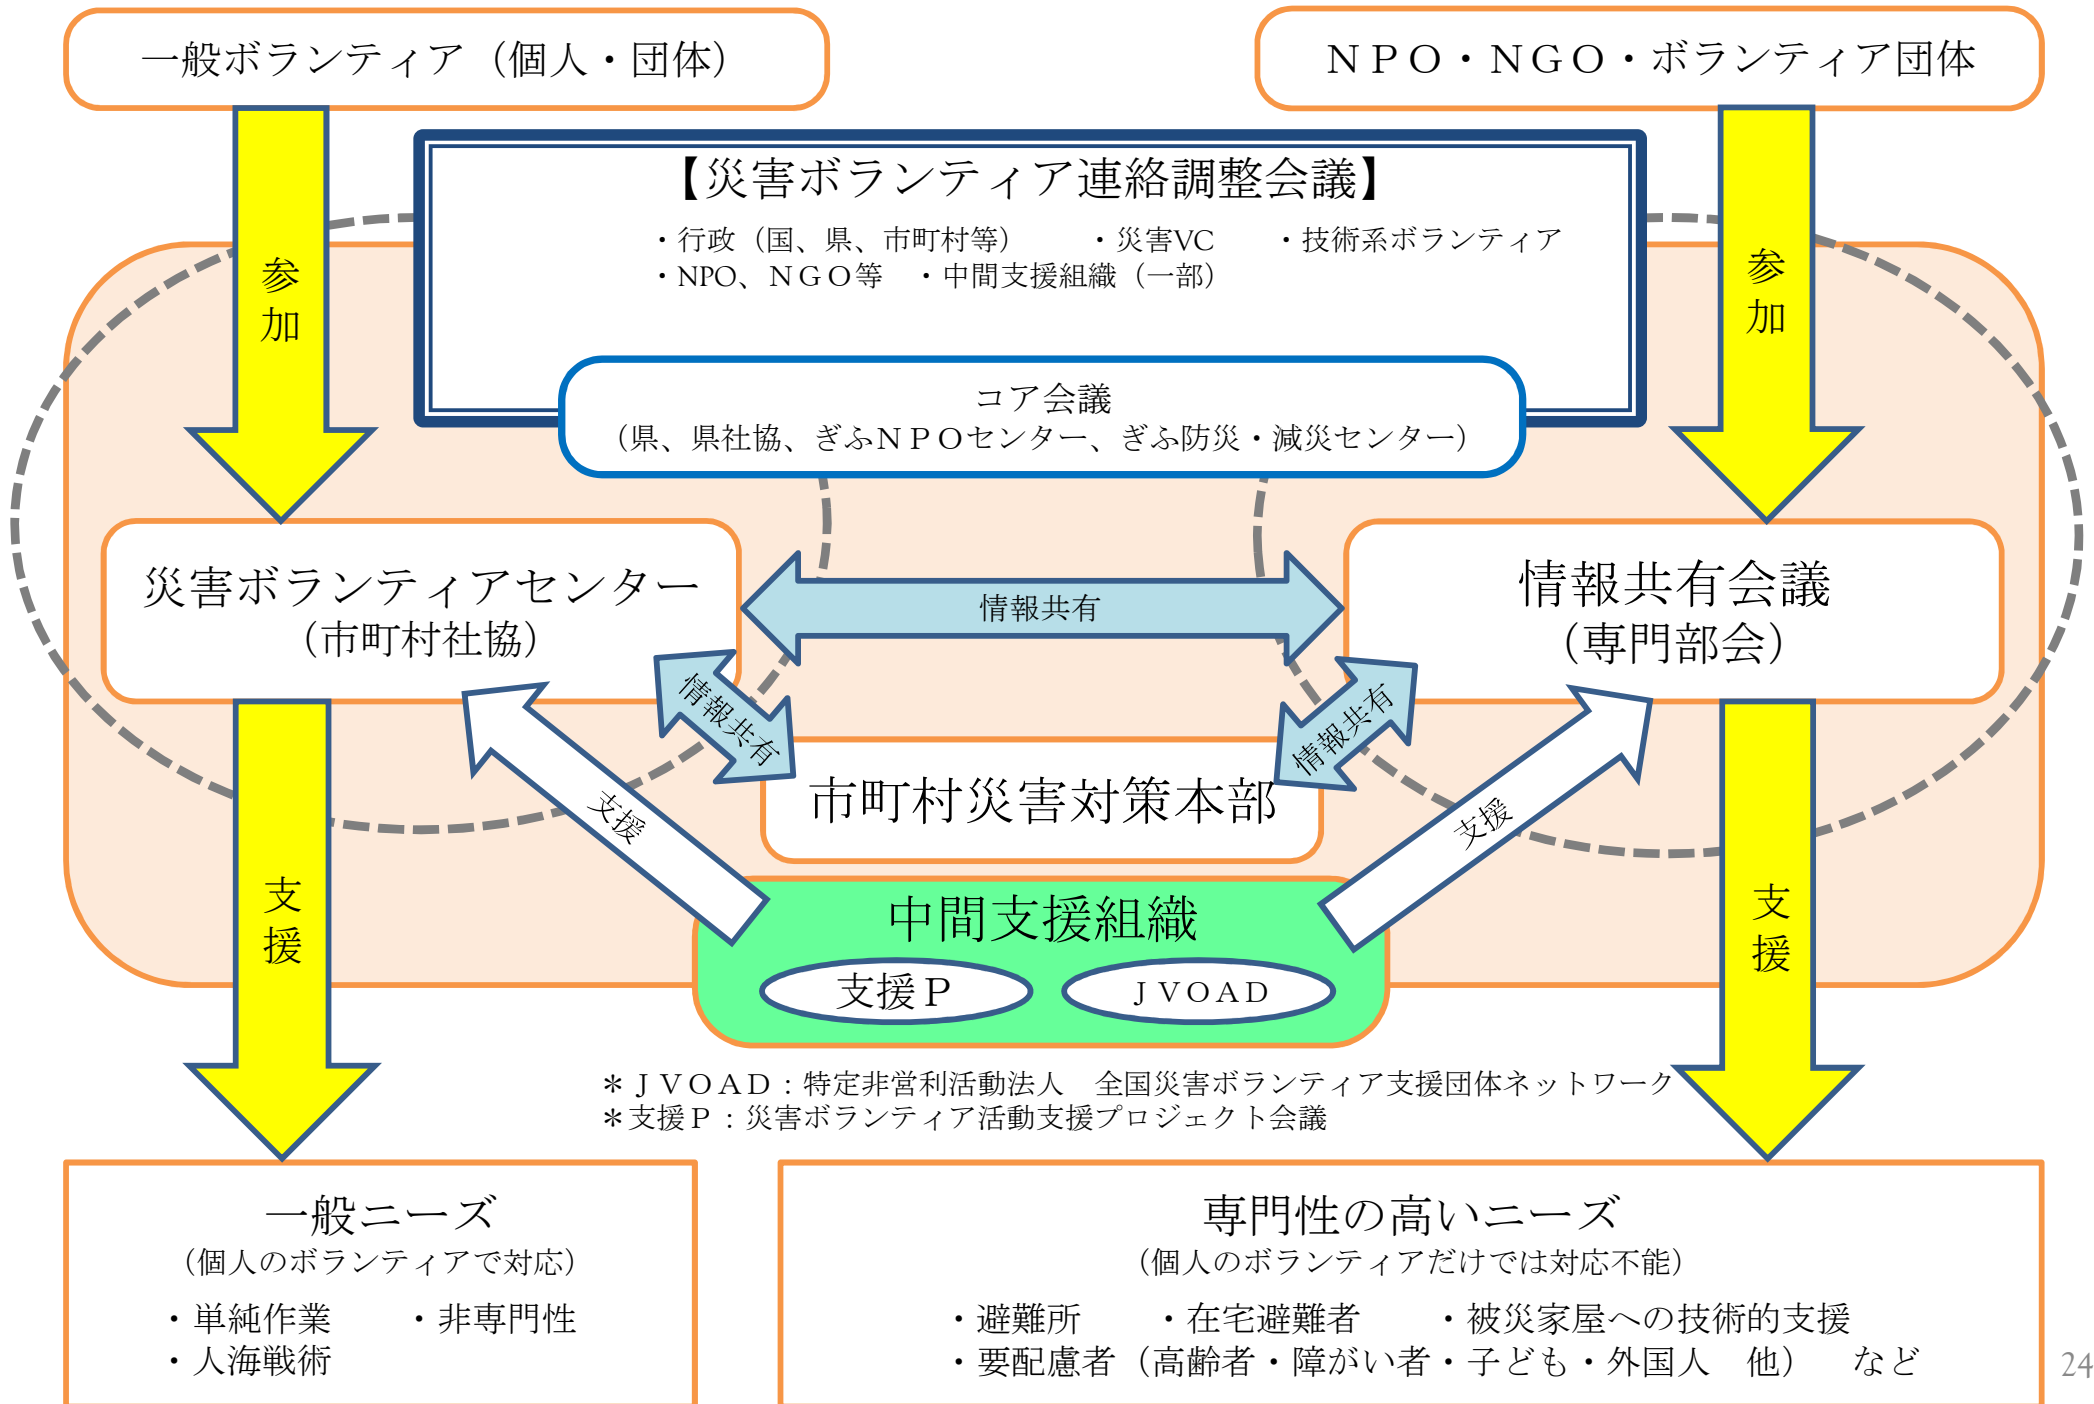 一般ボランティア（個人・団体）
ＮＰＯ・ＮＧＯ・ボランティア団体
【災害ボランティア連絡調整会議】
・行政（国、県、市町村等）　　・災害VC　　・技術系ボランティア
・NPO、ＮＧＯ等　・中間支援組織（一部）
参加
参加
コア会議
（県、県社協、ぎふＮＰＯセンター、ぎふ防災・減災センター）
災害ボランティアセンター
（市町村社協）
情報共有
情報共有会議
（専門部会）
情報共有
情報共有
市町村災害対策本部
支援
支援
支援
支援
中間支援組織
支援Ｐ
ＪＶＯＡＤ
＊ＪＶＯＡＤ：特定非営利活動法人　全国災害ボランティア支援団体ネットワーク
＊支援Ｐ：災害ボランティア活動支援プロジェクト会議
一般ニーズ
（個人のボランティアで対応）
・単純作業　　・非専門性
・人海戦術
専門性の高いニーズ
（個人のボランティアだけでは対応不能）
・避難所　　・在宅避難者　　・被災家屋への技術的支援
・要配慮者（高齢者・障がい者・子ども・外国人　他）　など
24